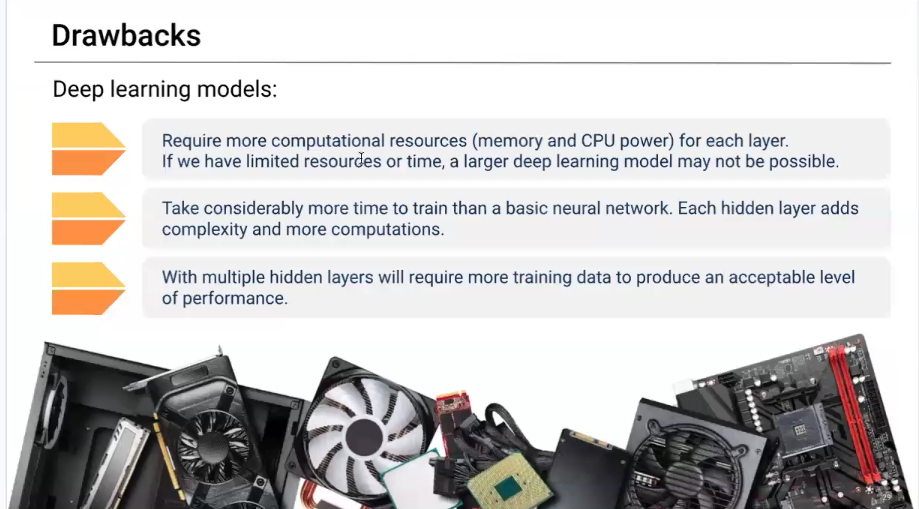 Drawbacks
Deep learning models:
Require more computational resources (memory and CPU power) for each layer.
If we have limited resources or time, a larger deep learning model may not be possible.
Take considerably more time to train than a basic neural network. Each hidden layer adds
complexity and more computations.
With multiple hidden layers will require more training data to produce an acceptable level
of performance.